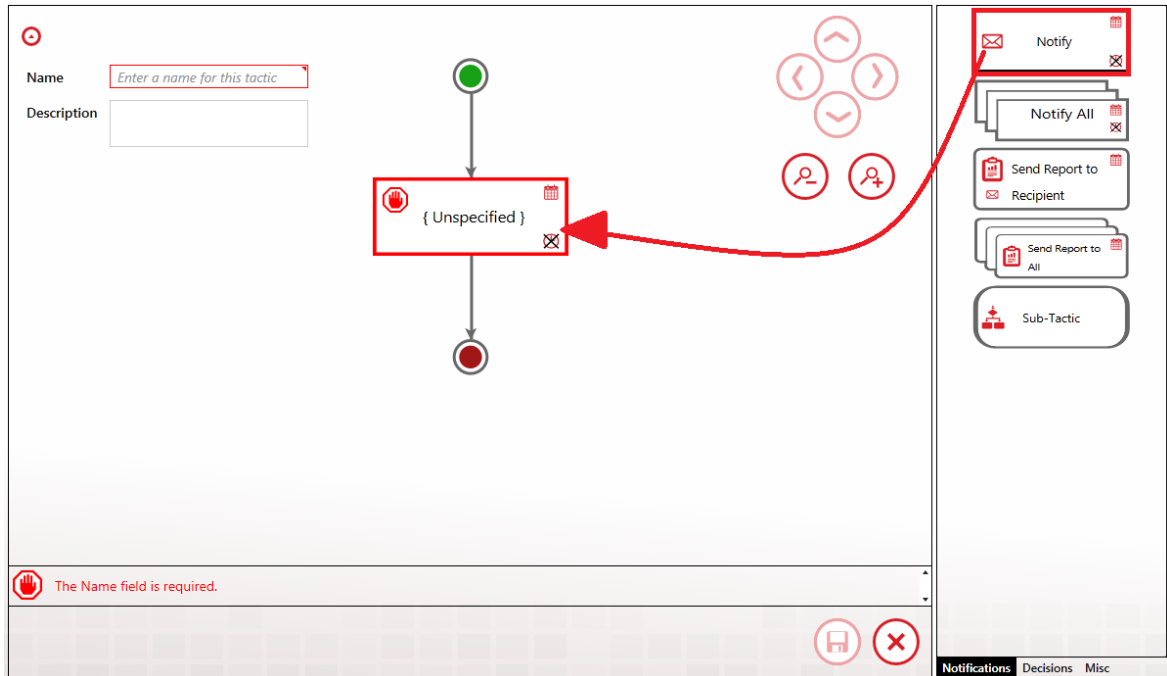 Name
Enter a name for this tactic
Description
{ Unspecified }
The Name field is required.
Notify
Notify All
Send Report to
Recipient
Send Report to
All
Sub-Tactic
Notifications Decisions Misc